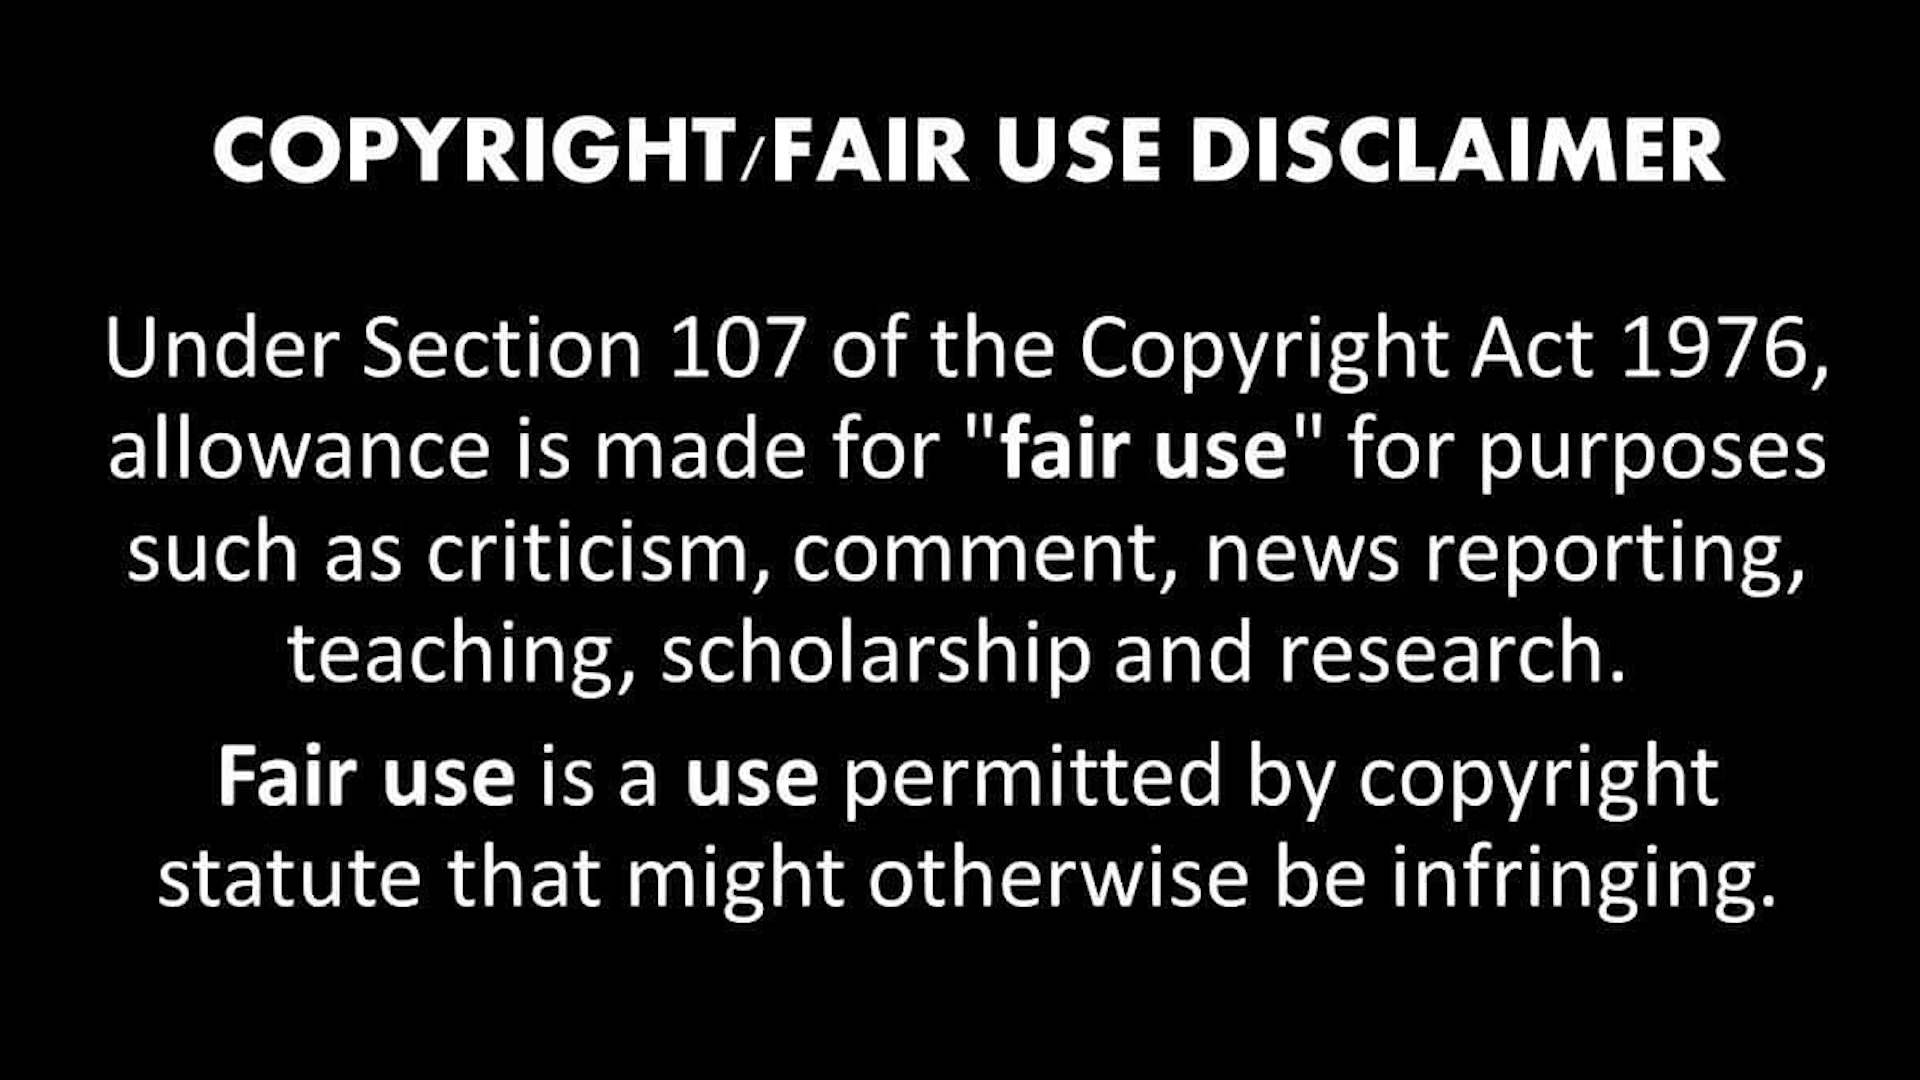 COPYRIGHT/FAIR USE DISCLAIMER
Under Section 107 of the Copyright Act 1976,
allowance is made for "fair use" for purposes
such as criticism, comment, news reporting,
teaching, scholarship and research.
Fair use is a use permitted by copyright
statute that might otherwise be infringing.